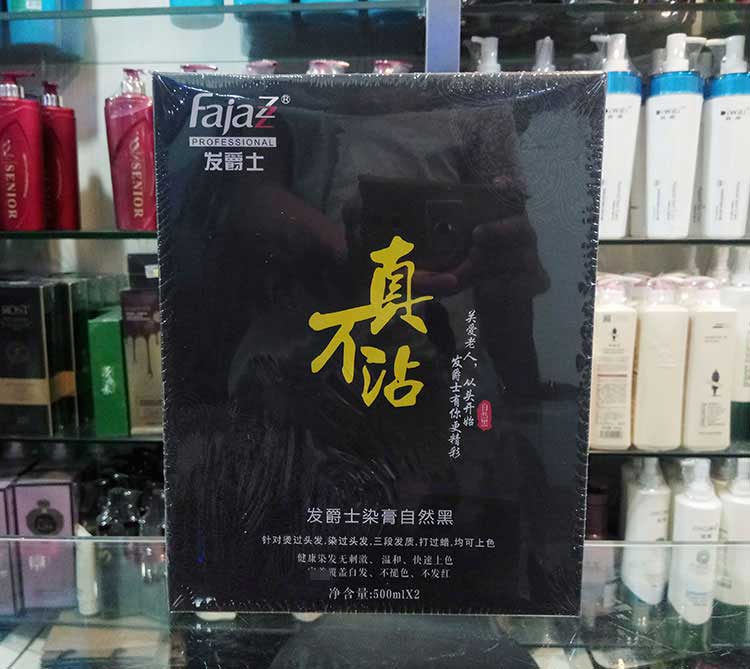 Fajazz®
PROFESSIONAL
发爵士
真
不沾
关爱老人，从头开始
发爵士有你更精彩
自然黑
发爵士染膏自然黑
针对烫过头发,染过头发,三段发质,打过蜡,均可上色
健康染发无刺激、温和、快速上色
覆盖白发、不褪色、不发红
净含量:500mlX2
SENIOR
SENIOR